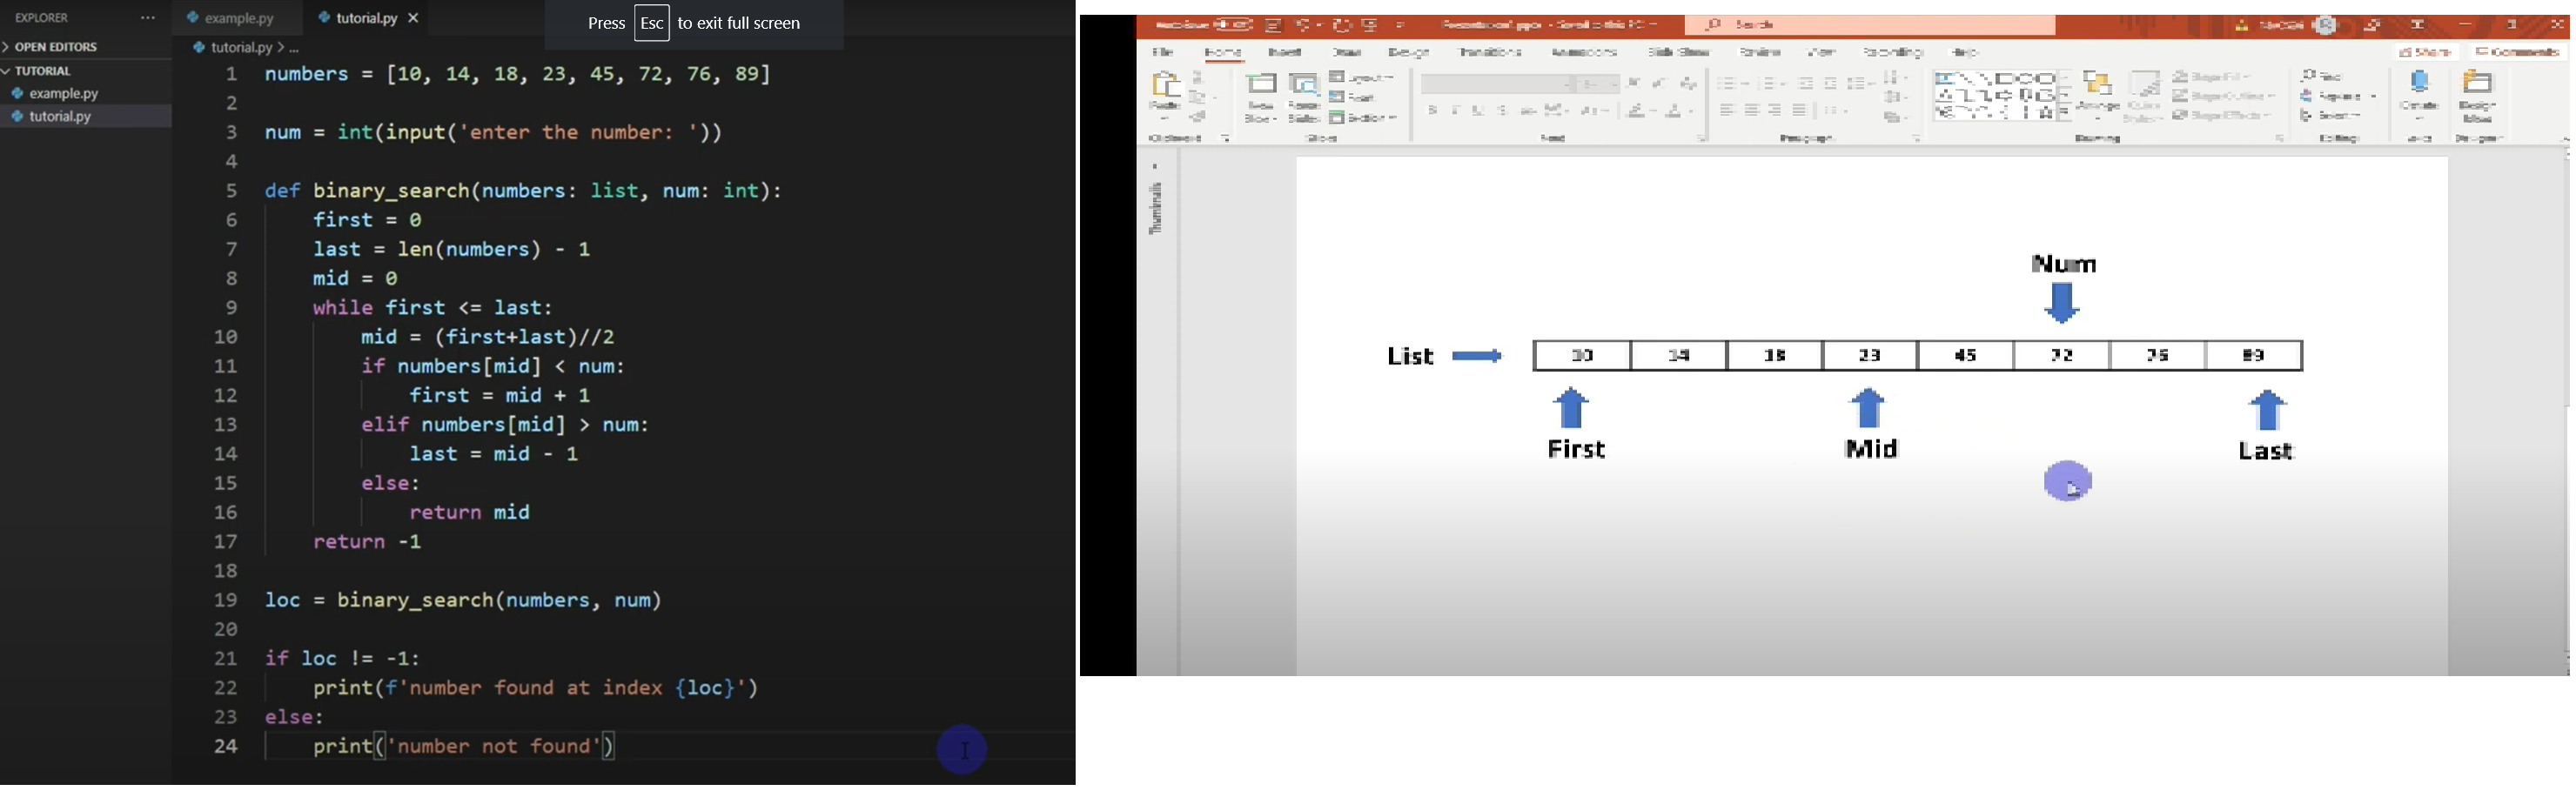 EXPLORER
···
example.py
tutorial.py ×
Press Esc to exit full screen
OPEN EDITORS
TUTORIAL
example.py
tutorial.py
tutorial.py > ...
1 numbers = [10, 14, 18, 23, 45, 72, 76, 89]
2
3 num = int(input('enter the number: '))
4
5 def binary_search(numbers: list, num: int):
6     first = 0
7     last = len(numbers) - 1
8     mid = 0
9     while first <= last:
10         mid = (first+last)//2
11         if numbers[mid] < num:
12             first = mid + 1
13         elif numbers[mid] > num:
14             last = mid - 1
15         else:
16             return mid
17     return -1
18
19 loc = binary_search(numbers, num)
20
21 if loc != -1:
22     print(f'number found at index {loc}')
23 else:
24     print('number not found')
File Home Insert Draw Design Transitions Animations Slide Show Review View Recording Help
Share Comments
Search
Thumbnails
Num
List
10 14 18 23 45 72 76 89
First
Mid
Last